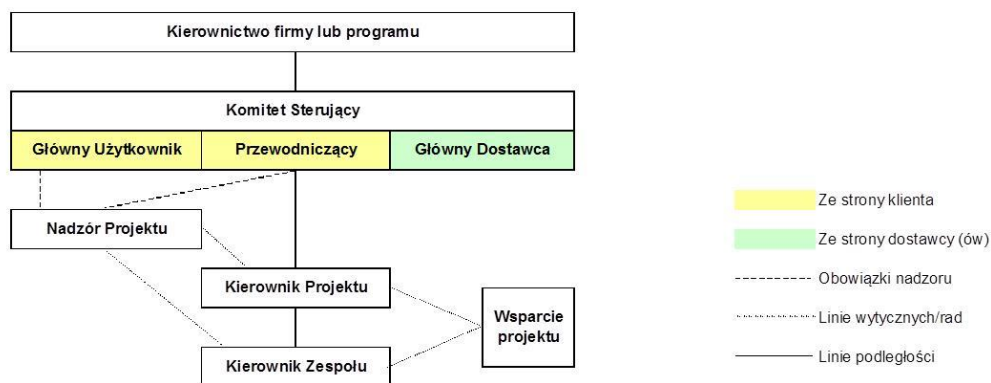 Kierownictwo firmy lub programu
Komitet Sterujący
Główny Użytkownik
Przewodniczący
Główny Dostawca
Nadzór Projektu
Kierownik Projektu
Wsparcie
projektu
Kierownik Zespołu
Ze strony klienta
Ze strony dostawcy (ów)
Obowiązki nadzoru
Linie wytycznych/rad
Linie podległości